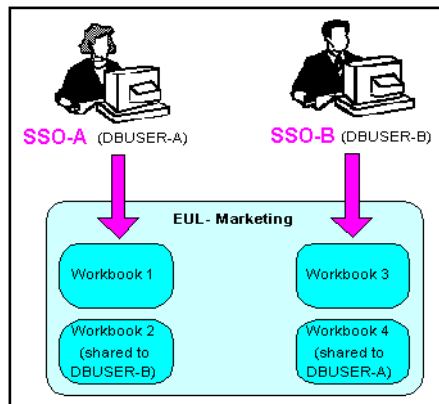 SSO-A (DBUSER-A)
SSO-B (DBUSER-B)
EUL- Marketing
Workbook 1
Workbook 3
Workbook 2
(shared to
DBUSER-B)
Workbook 4
(shared to
DBUSER-A)